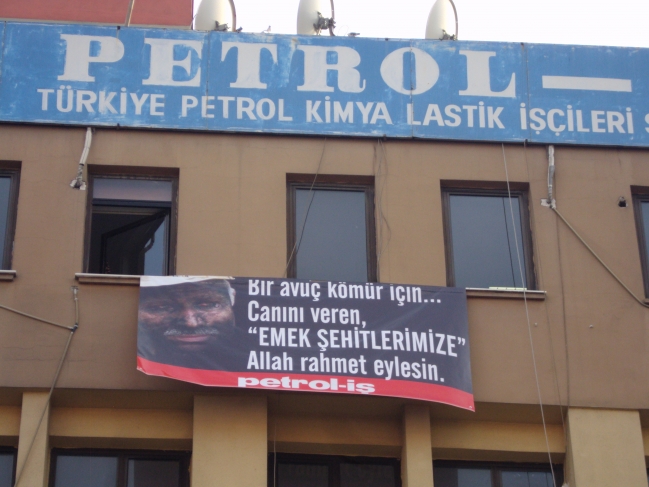 PETROL—
TÜRKİYE PETROL KİMYA LASTİK İŞÇİLERİ S
Bir avuç kömür için...
Canını veren,
“EMEK ŞEHİTLERİMİZE”
Allah rahmet eylesin.
petrol-iş